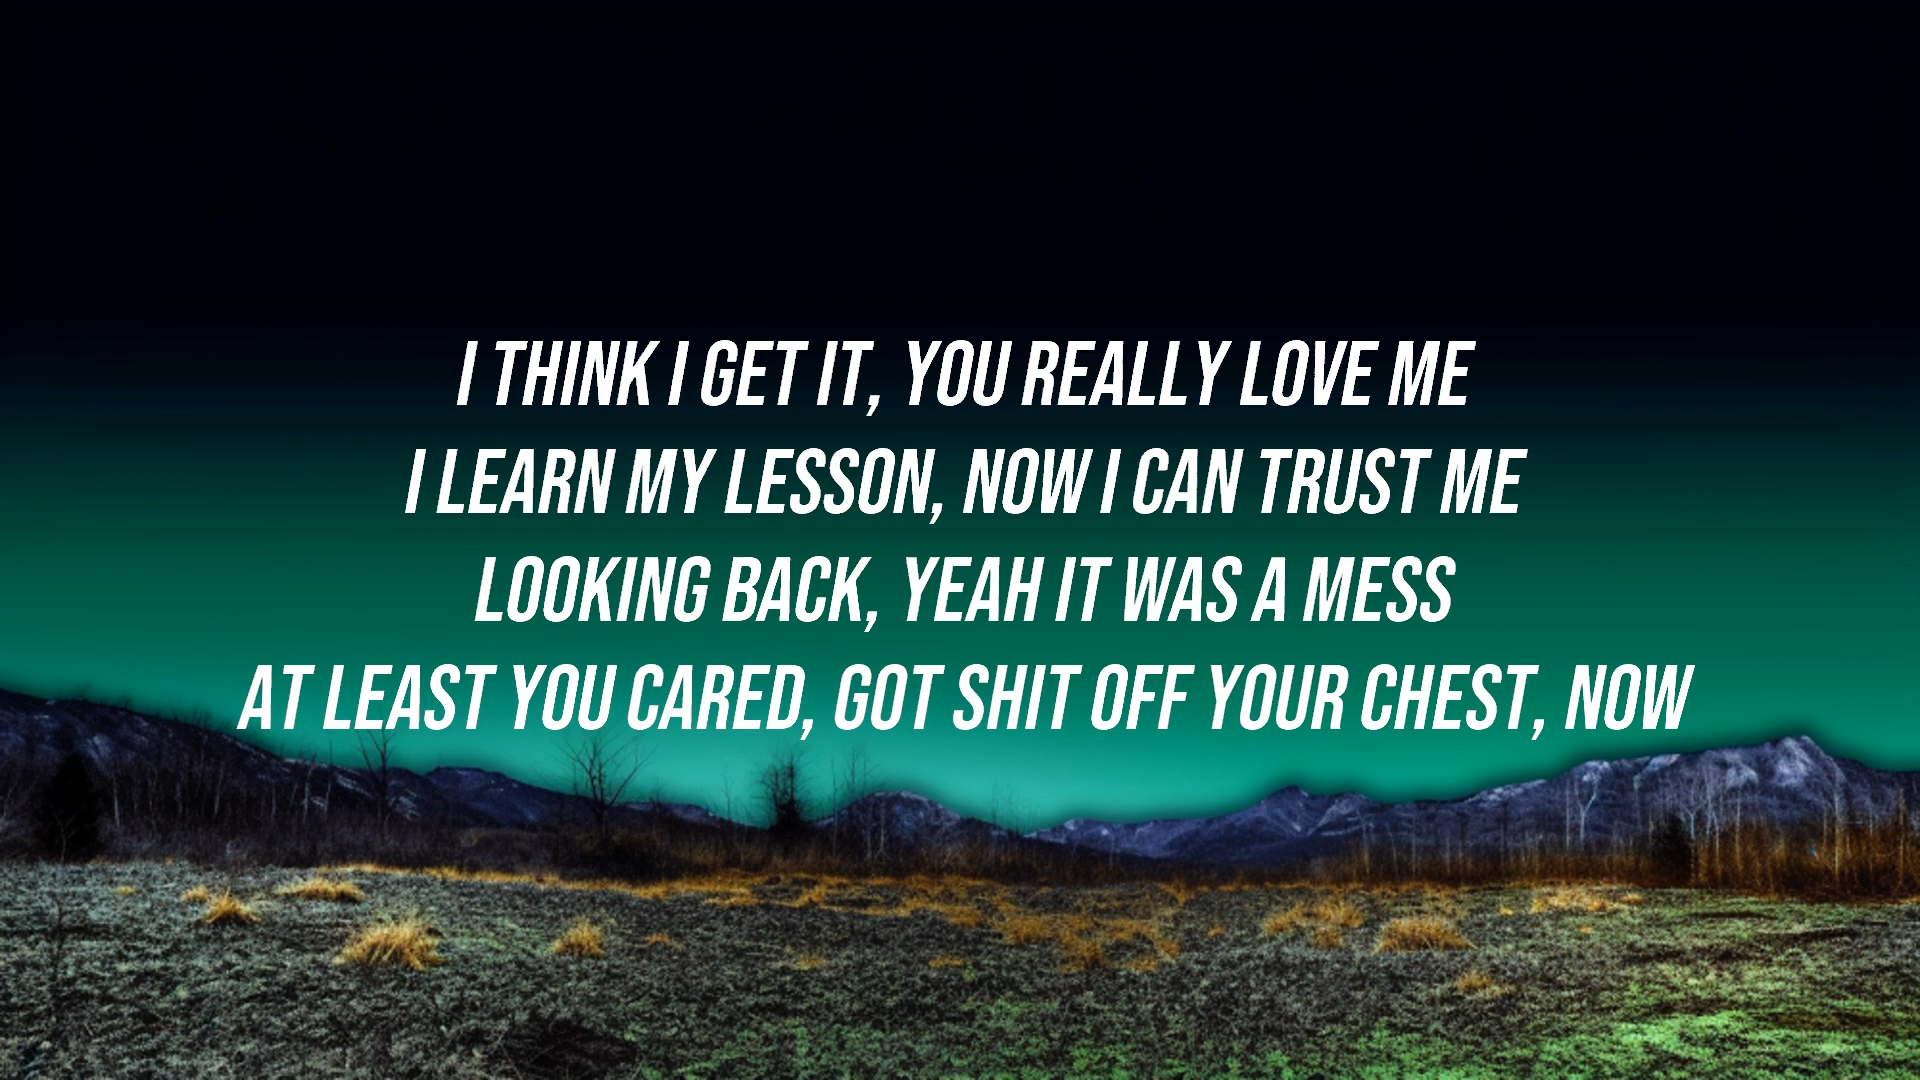 I THINK I GET IT, YOU REALLY LOVE ME
I LEARN MY LESSON, NOW I CAN TRUST ME
LOOKING BACK, YEAH IT WAS A MESS
AT LEAST YOU CARED, GOT SHIT OFF YOUR CHEST, NOW